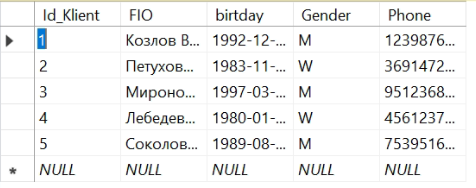 Id_Klient FIO birtday Gender Phone
1 Козлов В... 1992-12-... M 1239876...
2 Петухов... 1983-11-... W 3691472...
3 Мироно... 1997-03-... M 9512368...
4 Лебедев... 1980-01-... W 4561237...
5 Соколов... 1989-08-... M 7539516...
* NULL NULL NULL NULL NULL